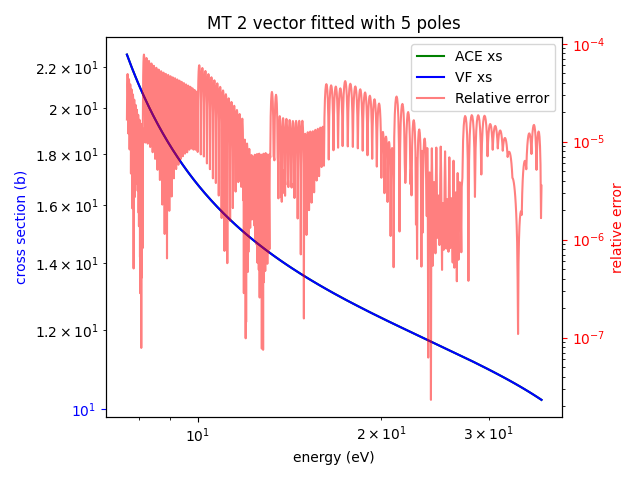 MT 2 vector fitted with 5 poles
ACE xs
VF xs
Relative error
cross section (b)
2.2 × 10¹
2 × 10¹
1.8 × 10¹
1.6 × 10¹
1.4 × 10¹
1.2 × 10¹
10¹
10⁻⁴
10⁻⁵
10⁻⁶
10⁻⁷
relative error
10¹
2 × 10¹
3 × 10¹
energy (eV)